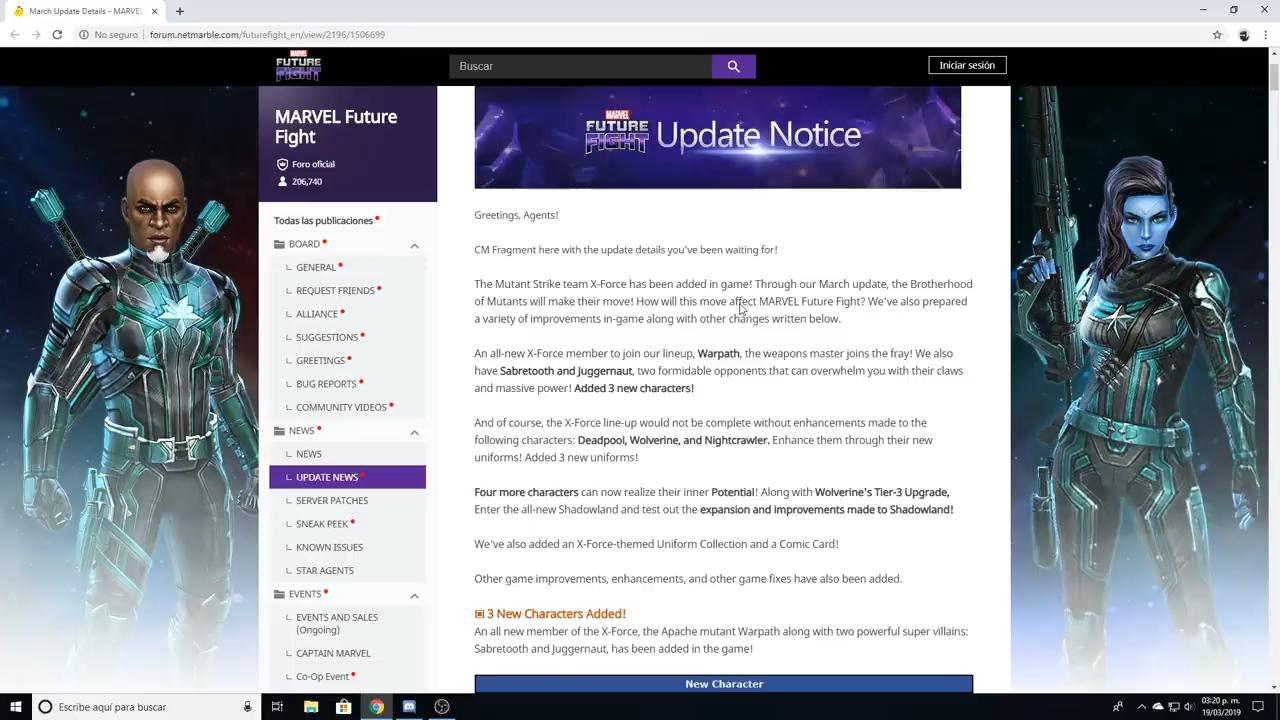 March Update Details - MARVEL
No seguro
forum.netmarble.com/futurefight_en/view/2196/1506699
MARVEL
FUTURE
FIGHT
Buscar
Iniciar sesión
MARVEL Future
Fight
Foro oficial
206,740
Todas las publicaciones
BOARD
GENERAL
REQUEST FRIENDS
ALLIANCE
SUGGESTIONS
GREETINGS
BUG REPORTS
COMMUNITY VIDEOS
NEWS
NEWS
UPDATE NEWS
SERVER PATCHES
SNEAK PEEK
KNOWN ISSUES
STAR AGENTS
EVENTS
EVENTS AND SALES
(Ongoing)
CAPTAIN MARVEL
Co-Op Event
MARVEL
FUTURE
FIGHT
Update Notice
Greetings, Agents!
CM Fragment here with the update details you've been waiting for!
The Mutant Strike team X-Force has been added in game! Through our March update, the Brotherhood
of Mutants will make their move! How will this move affect MARVEL Future Fight? We've also prepared
a variety of improvements in-game along with other changes written below.
An all-new X-Force member to join our lineup, Warpath, the weapons master joins the fray! We also
have Sabretooth and Juggernaut, two formidable opponents that can overwhelm you with their claws
and massive power! Added 3 new characters!
And of course, the X-Force line-up would not be complete without enhancements made to the
following characters: Deadpool, Wolverine, and Nightcrawler. Enhance them through their new
uniforms! Added 3 new uniforms!
Four more characters can now realize their inner Potential! Along with Wolverine's Tier-3 Upgrade,
Enter the all-new Shadowland and test out the expansion and improvements made to Shadowland!
We've also added an X-Force-themed Uniform Collection and a Comic Card!
Other game improvements, enhancements, and other game fixes have also been added.
▣ 3 New Characters Added!
An all new member of the X-Force, the Apache mutant Warpath along with two powerful super villains:
Sabretooth and Juggernaut, has been added in the game!
New Character
Escribe aquí para buscar
03:20 p. m.
19/03/2019